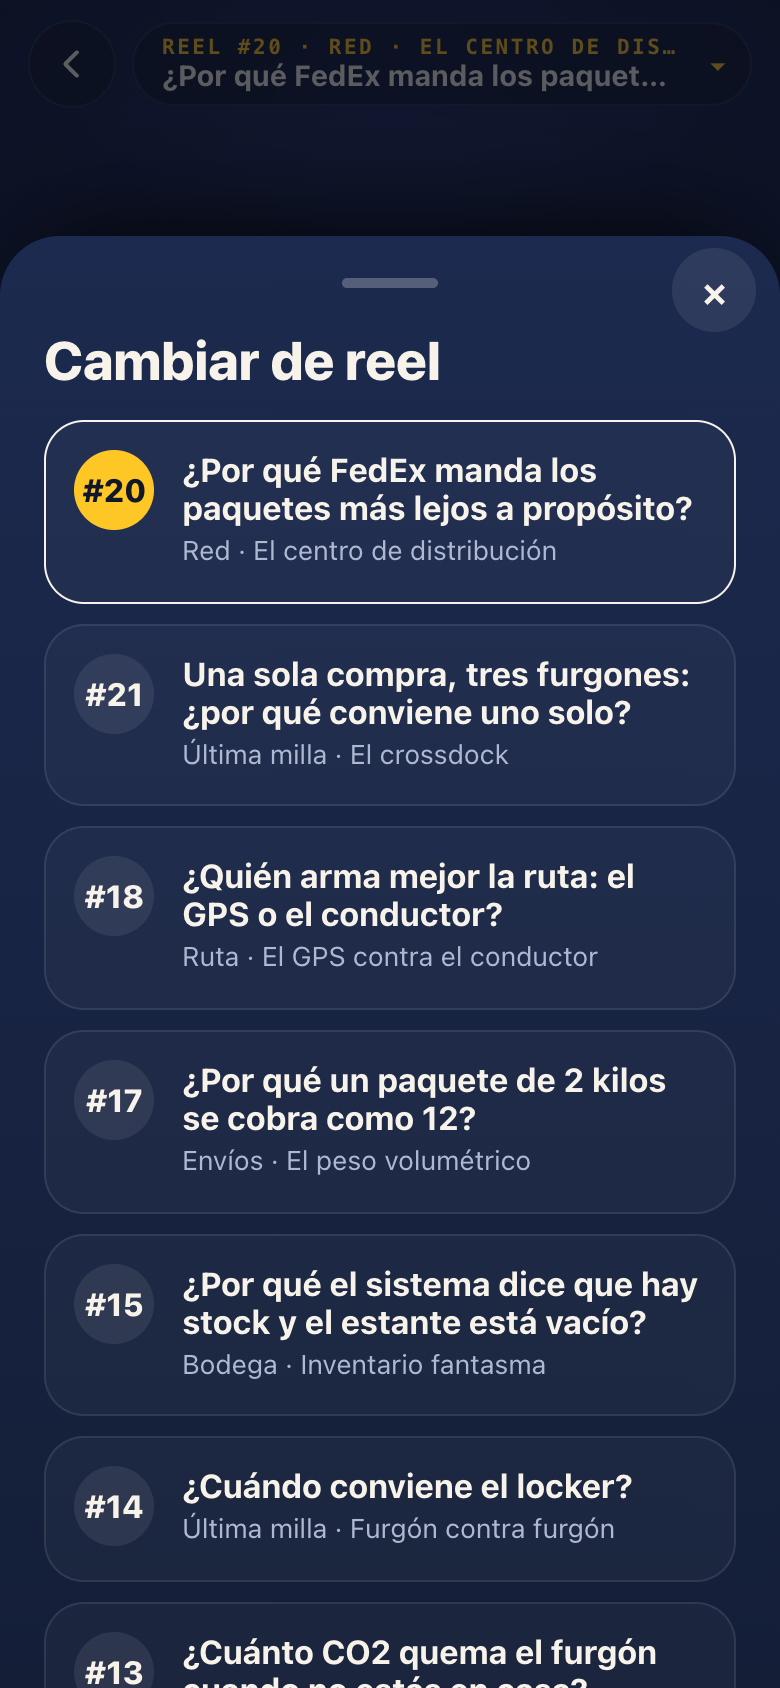 REEL #20 · RED · EL CENTRO DE DIS…
¿Por qué FedEx manda los paquet...
×
Cambiar de reel
#20
¿Por qué FedEx manda los
paquetes más lejos a propósito?
Red · El centro de distribución
#21
Una sola compra, tres furgones:
¿por qué conviene uno solo?
Última milla · El crossdock
#18
¿Quién arma mejor la ruta: el
GPS o el conductor?
Ruta · El GPS contra el conductor
#17
¿Por qué un paquete de 2 kilos
se cobra como 12?
Envíos · El peso volumétrico
#15
¿Por qué el sistema dice que hay
stock y el estante está vacío?
Bodega · Inventario fantasma
#14
¿Cuándo conviene el locker?
Última milla · Furgón contra furgón
#13
¿Cuánto CO2 quema el furgón
cuando no estás en casa?